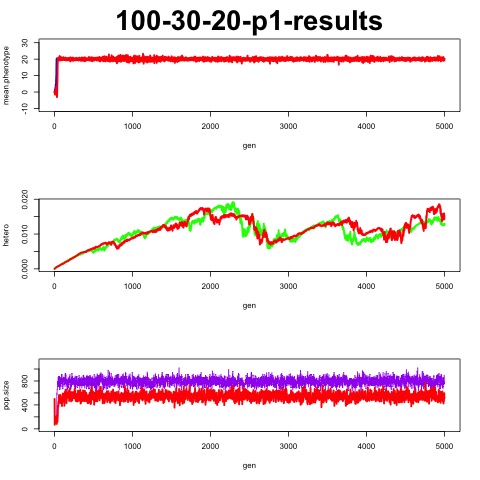 100-30-20-p1-results
mean.phenotype
30
20
10
0
-10
0 1000 2000 3000 4000 5000
gen
hetero
0.020
0.010
0.000
0 1000 2000 3000 4000 5000
gen
pop.size
800
400
0
0 1000 2000 3000 4000 5000
gen